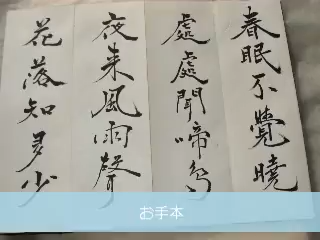 春眠不覺曉
處處聞啼鳥
夜来風雨聲
花落知多少
お手本